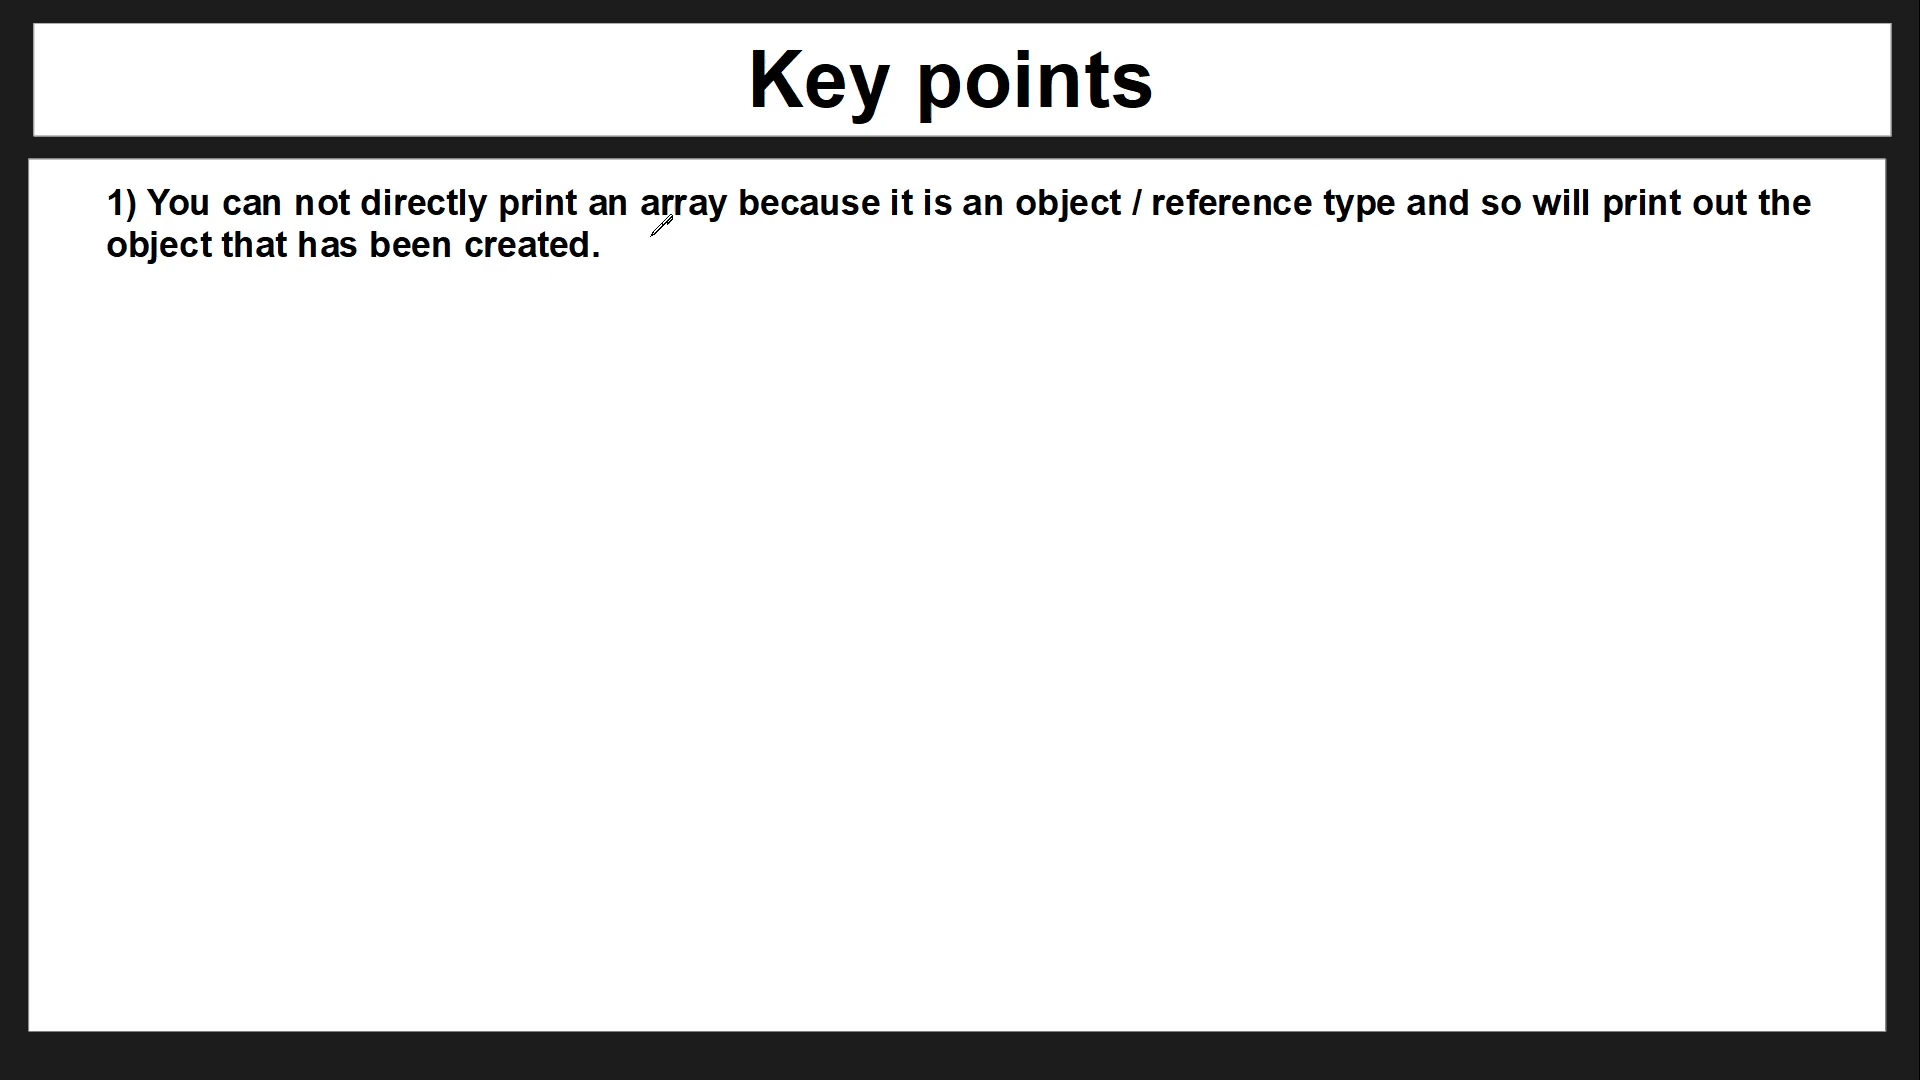 Key points
1) You can not directly print an array because it is an object / reference type and so will print out the
object that has been created.